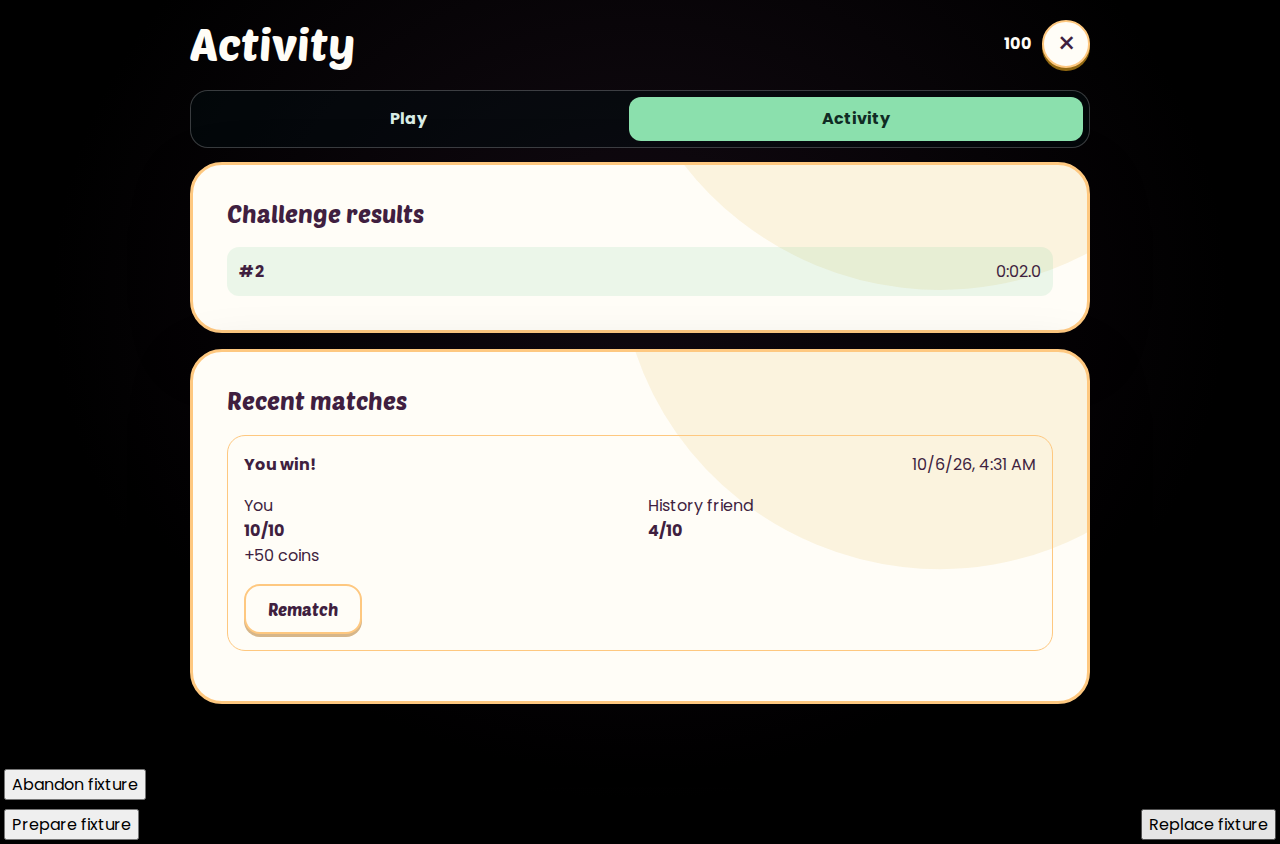 Activity
100 ×
Play Activity
Challenge results
#2 0:02.0
Recent matches
You win! 10/6/26, 4:31 AM
You History friend
10/10 4/10
+50 coins
Rematch
Abandon fixture
Prepare fixture Replace fixture